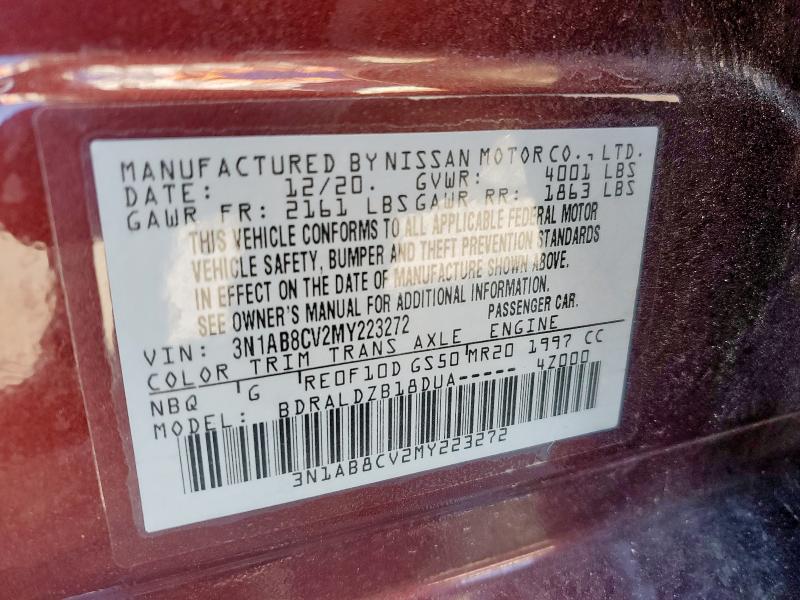 MANUFACTURED BY NISSAN MOTOR CO., LTD.
DATE: 12/20. GVWR: 4001 LBS
GAWR FR: 2161 LBS GAWR RR: 1863 LBS
THIS VEHICLE CONFORMS TO ALL APPLICABLE FEDERAL MOTOR
VEHICLE SAFETY, BUMPER AND THEFT PREVENTION STANDARDS
IN EFFECT ON THE DATE OF MANUFACTURE SHOWN ABOVE.
SEE OWNER'S MANUAL FOR ADDITIONAL INFORMATION.
VIN: 3N1AB8CV2MY223272 PASSENGER CAR.
COLOR TRIM TRANS AXLE ENGINE
NBQ G RE0F10D GS50 MR20 1997 CC
MODEL: BDRALDZB18DUA----- 4Z000
3N1AB8CV2MY223272